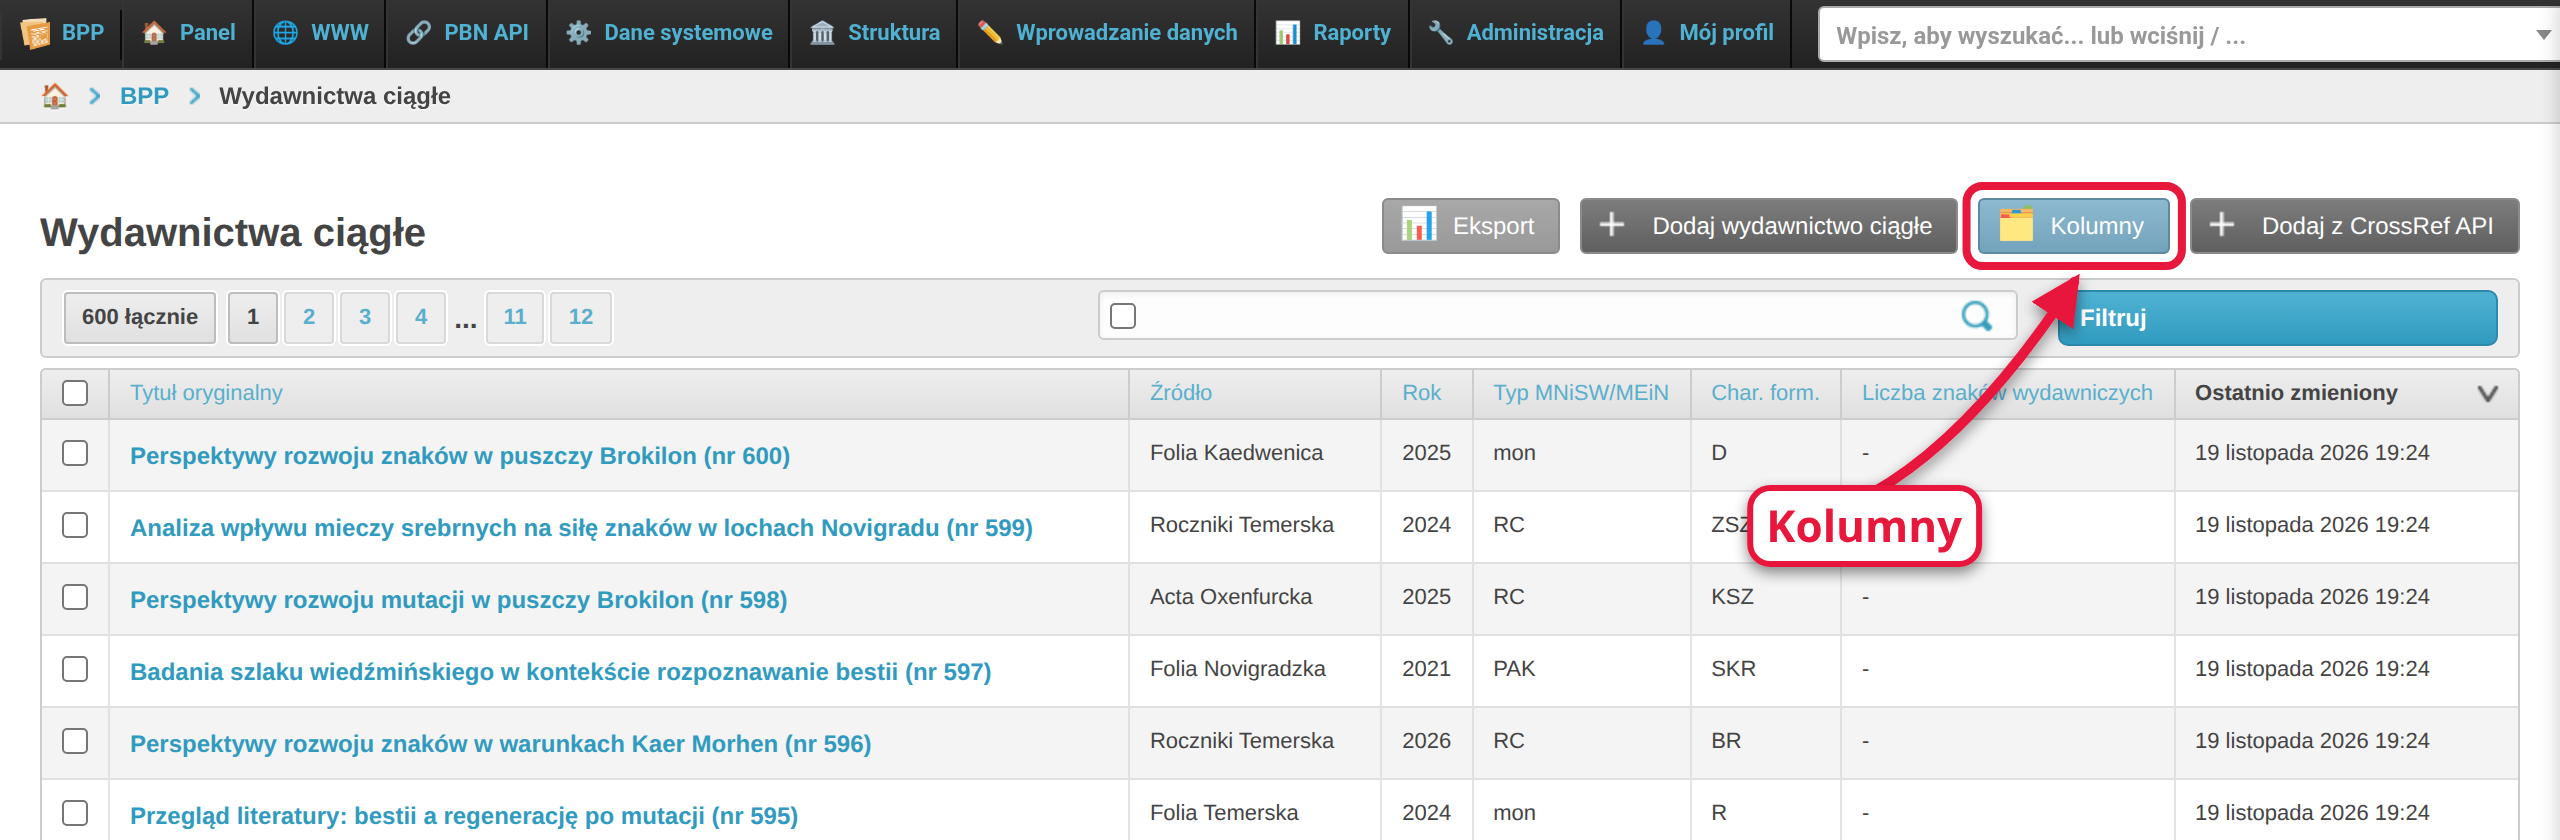 BPP Panel WWW PBN API Dane systemowe Struktura Wprowadzanie danych Raporty Administracja Mój profil Wpisz, aby wyszukać... lub wciśnij / ...
BPP Wydawnictwa ciągłe
Wydawnictwa ciągłe Eksport Dodaj wydawnictwo ciągłe Kolumny Dodaj z CrossRef API
600 łącznie 1 2 3 4 ... 11 12 Filtruj
Tytuł oryginalny Źródło Rok Typ MNiSW/MEiN Char. form. Liczba znaków wydawniczych Ostatnio zmieniony
Perspektywy rozwoju znaków w puszczy Brokilon (nr 600) Folia Kaedwenica 2025 mon D - 19 listopada 2026 19:24
Analiza wpływu mieczy srebrnych na siłę znaków w lochach Novigradu (nr 599) Roczniki Temerska 2024 RC ZSZ 19 listopada 2026 19:24
Kolumny
Perspektywy rozwoju mutacji w puszczy Brokilon (nr 598) Acta Oxenfurcka 2025 RC KSZ - 19 listopada 2026 19:24
Badania szlaku wiedźmińskiego w kontekście rozpoznawanie bestii (nr 597) Folia Novigradzka 2021 PAK SKR - 19 listopada 2026 19:24
Perspektywy rozwoju znaków w warunkach Kaer Morhen (nr 596) Roczniki Temerska 2026 RC BR - 19 listopada 2026 19:24
Przegląd literatury: bestii a regenerację po mutacji (nr 595) Folia Temerska 2024 mon R - 19 listopada 2026 19:24